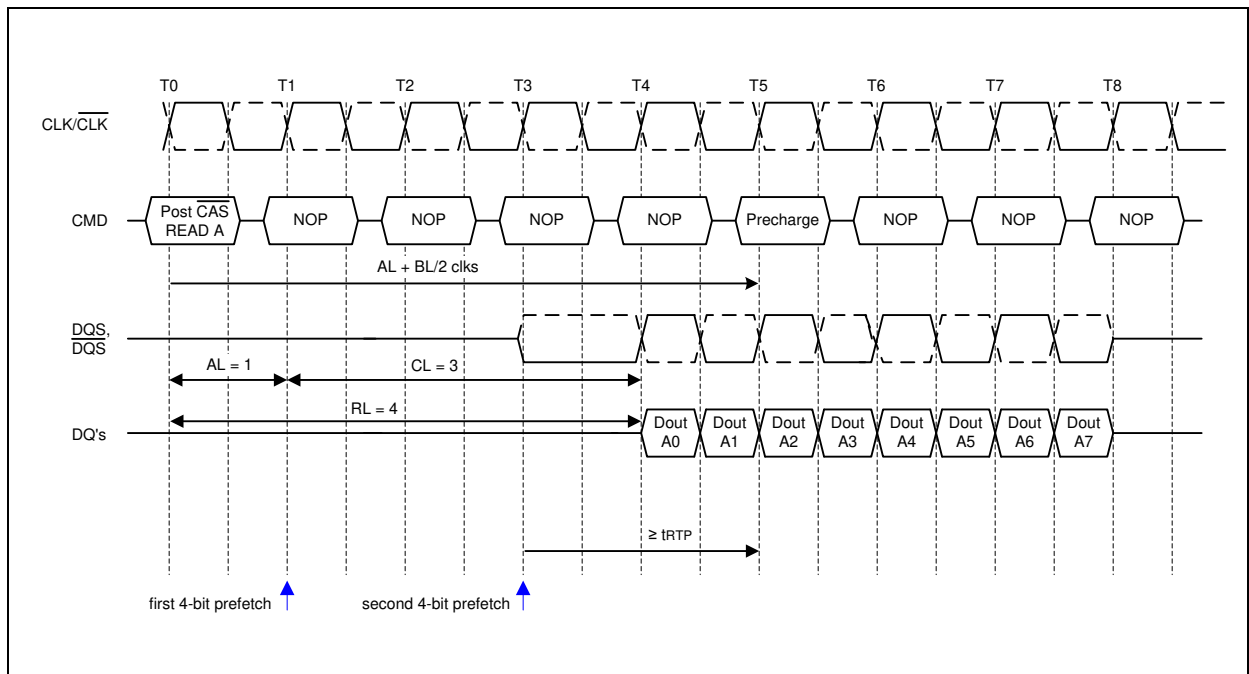 T0 T1 T2 T3 T4 T5 T6 T7 T8
CLK/CLK
CMD
Post CAS
READ A
NOP NOP NOP NOP Precharge NOP NOP NOP
AL + BL/2 clks
DQS,
DQS
AL = 1
CL = 3
RL = 4
DQ's
Dout Dout Dout Dout Dout Dout Dout Dout
A0 A1 A2 A3 A4 A5 A6 A7
≥ tRTP
first 4-bit prefetch
second 4-bit prefetch